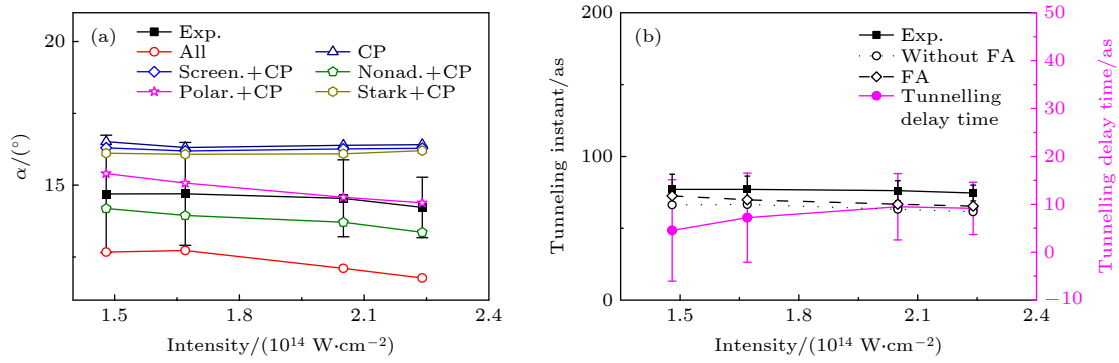 (a)
Exp.
All
CP
Screen.+CP
Nonad.+CP
Polar.+CP
Stark+CP
20
15
α/(°)
1.5
1.8
2.1
2.4
Intensity/(10¹⁴ W·cm⁻²)
(b)
Exp.
Without FA
FA
Tunnelling
delay time
200
100
0
Tunneling instant/as
50
40
30
20
10
0
−10
Tunnelling delay time/as
1.5
1.8
2.1
2.4
Intensity/(10¹⁴ W·cm⁻²)